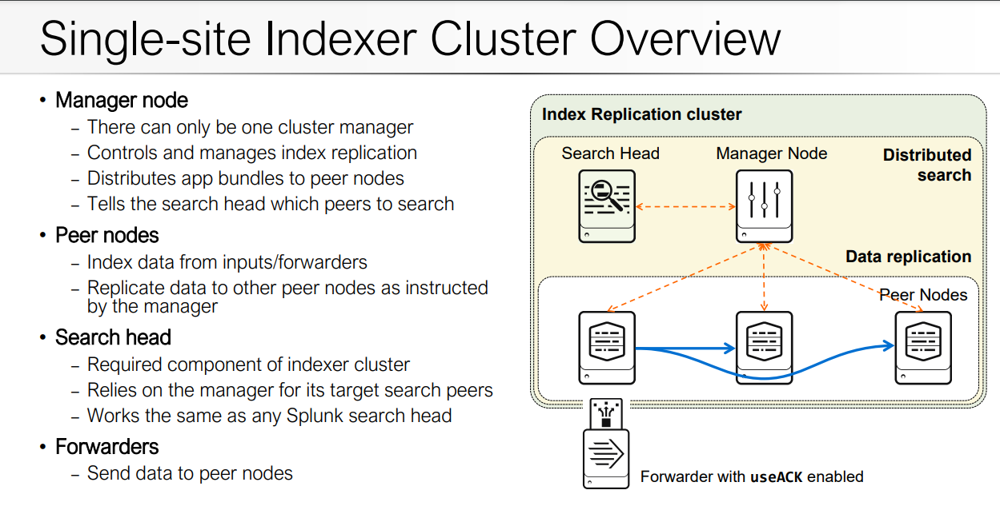 Single-site Indexer Cluster Overview
• Manager node
– There can only be one cluster manager
– Controls and manages index replication
– Distributes app bundles to peer nodes
– Tells the search head which peers to search
• Peer nodes
– Index data from inputs/forwarders
– Replicate data to other peer nodes as instructed
by the manager
• Search head
– Required component of indexer cluster
– Relies on the manager for its target search peers
– Works the same as any Splunk search head
• Forwarders
– Send data to peer nodes
Index Replication cluster
Search Head
Manager Node
Distributed
search
Data replication
Peer Nodes
Forwarder with useACK enabled